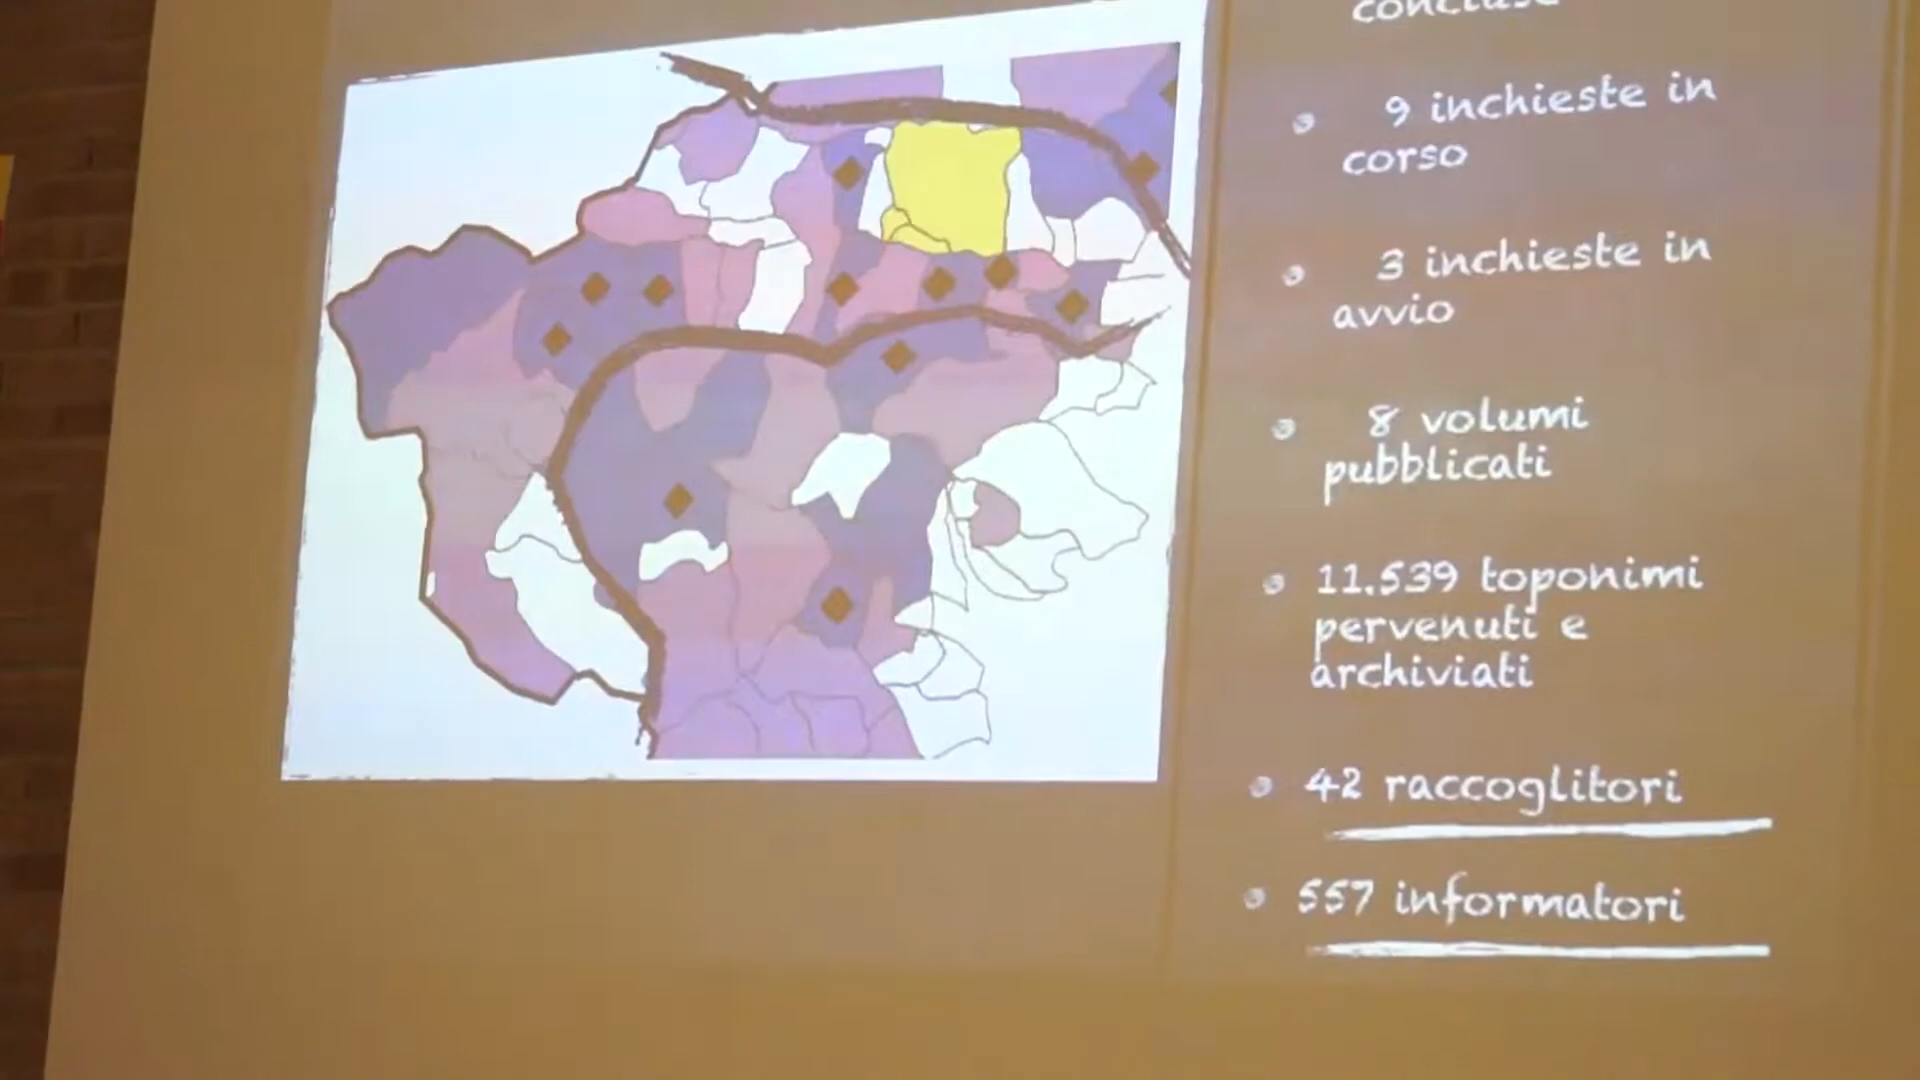 concluse
9 inchieste in
corso
3 inchieste in
avvio
8 volumi
pubblicati
11.539 toponimi
pervenuti e
archiviati
42 raccoglitori
557 informatori